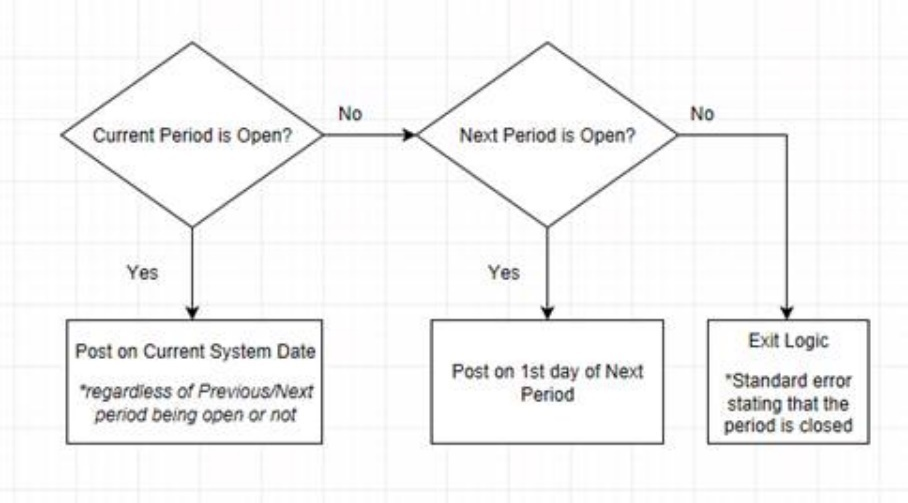 Current Period is Open?
No
Next Period is Open?
No
Yes
Yes
Post on Current System Date
*regardless of Previous/Next
period being open or not
Post on 1st day of Next
Period
Exit Logic
*Standard error
stating that the
period is closed